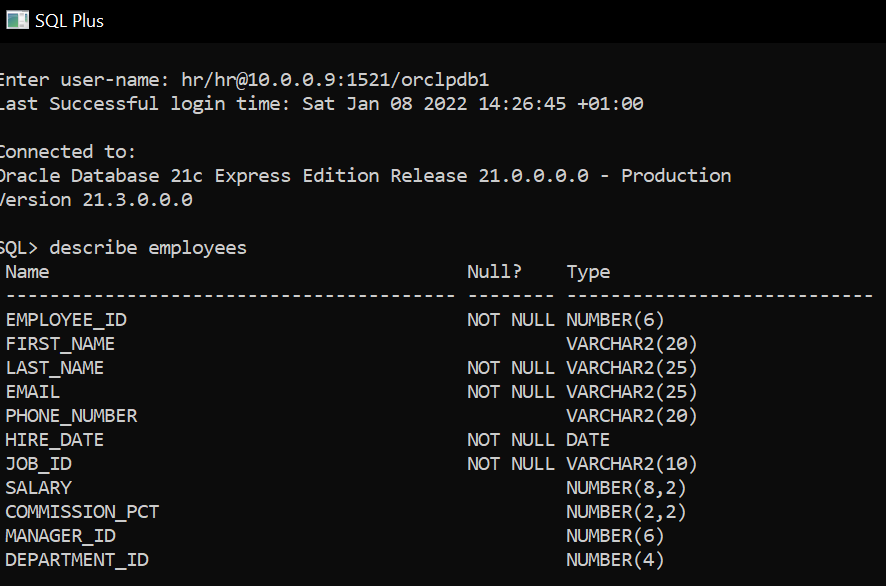 SQL Plus
Enter user-name: hr/hr@10.0.0.9:1521/orclpdb1
Last Successful login time: Sat Jan 08 2022 14:26:45 +01:00
Connected to:
Oracle Database 21c Express Edition Release 21.0.0.0.0 - Production
Version 21.3.0.0.0
SQL> describe employees
Name Null? Type
----------------------------------------- -------- ----------------------------
EMPLOYEE_ID NOT NULL NUMBER(6)
FIRST_NAME VARCHAR2(20)
LAST_NAME NOT NULL VARCHAR2(25)
EMAIL NOT NULL VARCHAR2(25)
PHONE_NUMBER VARCHAR2(20)
HIRE_DATE NOT NULL DATE
JOB_ID NOT NULL VARCHAR2(10)
SALARY NUMBER(8,2)
COMMISSION_PCT NUMBER(2,2)
MANAGER_ID NUMBER(6)
DEPARTMENT_ID NUMBER(4)